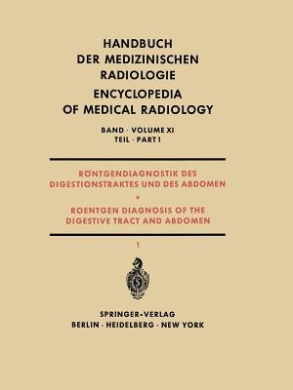 HANDBUCH
DER MEDIZINISCHEN
RADIOLOGIE
ENCYCLOPEDIA
OF MEDICAL RADIOLOGY
BAND · VOLUME XI
TEIL · PART 1
RÖNTGENDIAGNOSTIK DES
DIGESTIONSTRAKTES UND DES ABDOMEN
*
ROENTGEN DIAGNOSIS OF THE
DIGESTIVE TRACT AND ABDOMEN
1
SPRINGER-VERLAG
BERLIN · HEIDELBERG · NEW YORK